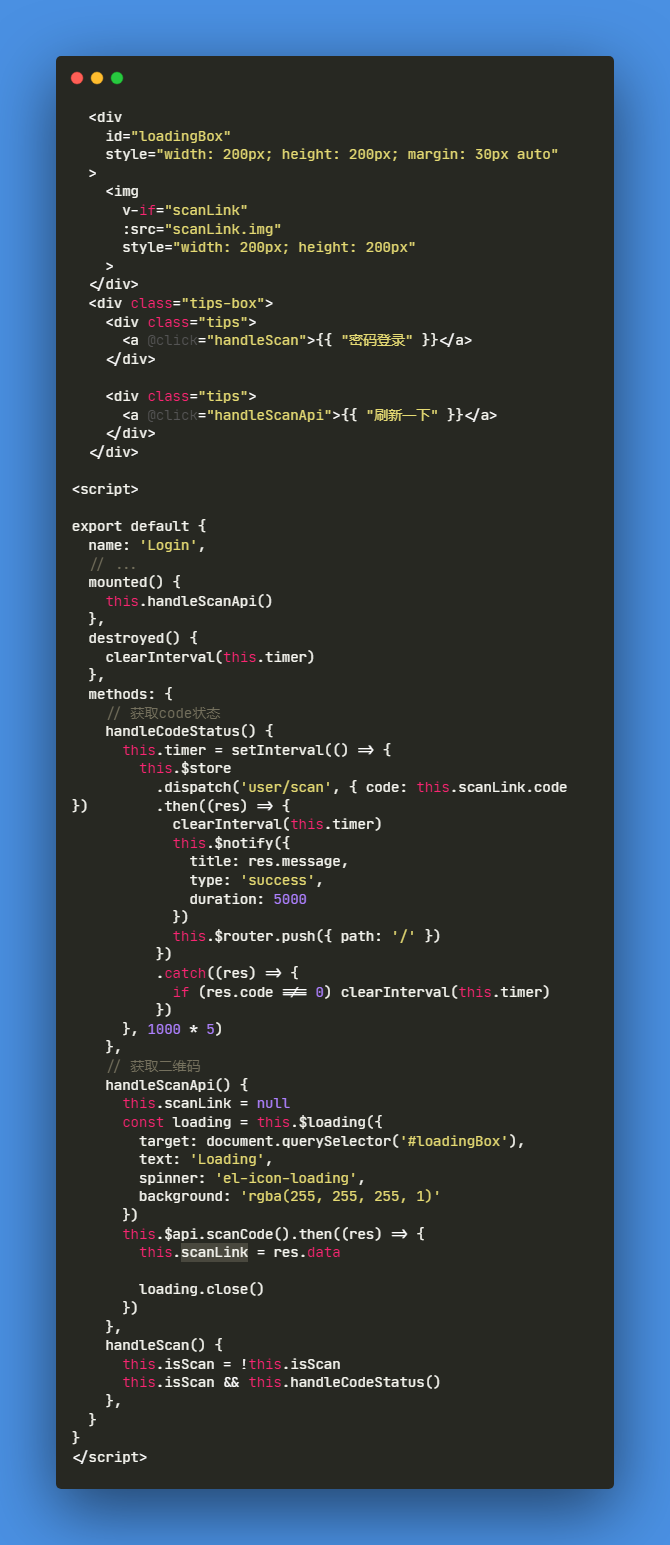 <div
id="loadingBox"
style="width: 200px; height: 200px; margin: 30px auto"
>
<img
v-if="scanLink"
:src="scanLink.img"
style="width: 200px; height: 200px"
>
</div>
<div class="tips-box">
<div class="tips">
<a @click="handleScan">{{ "密码登录" }}</a>
</div>
<div class="tips">
<a @click="handleScanApi">{{ "刷新一下" }}</a>
</div>
</div>
<script>
export default {
name: 'Login',
// ...
mounted() {
this.handleScanApi()
},
destroyed() {
clearInterval(this.timer)
},
methods: {
// 获取code状态
handleCodeStatus() {
this.timer = setInterval(() => {
this.$store
.dispatch('user/scan', { code: this.scanLink.code
}) .then((res) => {
clearInterval(this.timer)
this.$notify({
title: res.message,
type: 'success',
duration: 5000
})
this.$router.push({ path: '/' })
})
.catch((res) => {
if (res.code !== 0) clearInterval(this.timer)
})
}, 1000 * 5)
},
// 获取二维码
handleScanApi() {
this.scanLink = null
const loading = this.$loading({
target: document.querySelector('#loadingBox'),
text: 'Loading',
spinner: 'el-icon-loading',
background: 'rgba(255, 255, 255, 1)'
})
this.$api.scanCode().then((res) => {
this.scanLink = res.data
loading.close()
})
},
handleScan() {
this.isScan = !this.isScan
this.isScan && this.handleCodeStatus()
},
}
}
</script>